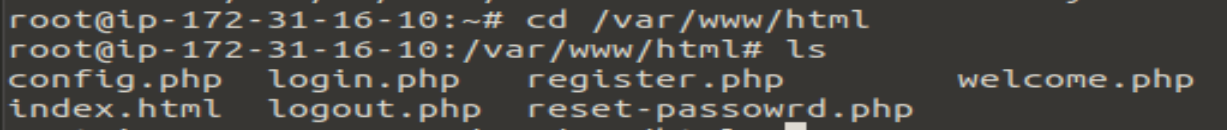 root@ip-172-31-16-10:~# cd /var/www/html
root@ip-172-31-16-10:/var/www/html# ls
config.php  login.php   register.php        welcome.php
index.html  logout.php  reset-passowrd.php